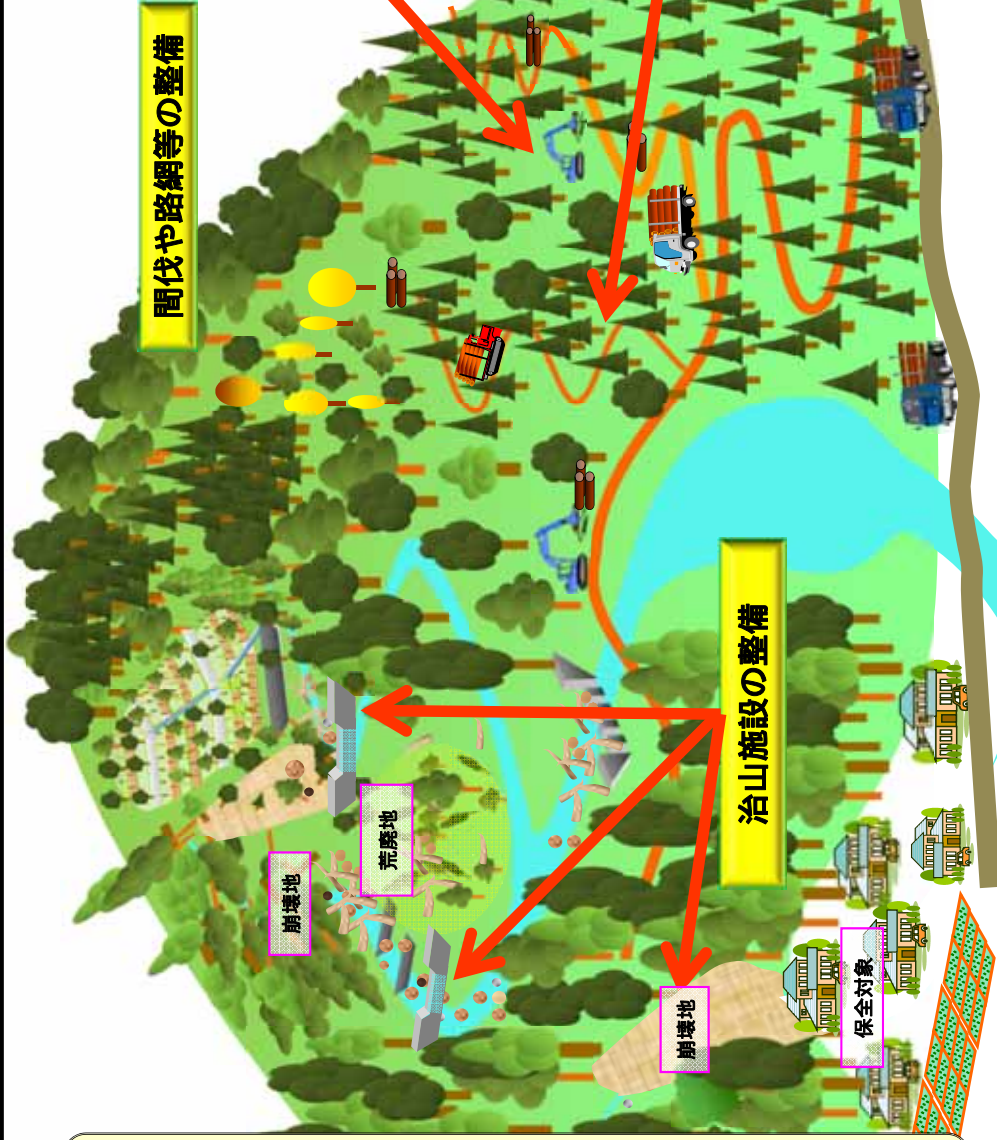 間伐や路網等の整備
治山施設の整備
荒廃地
崩壊地
崩壊地
保全対象